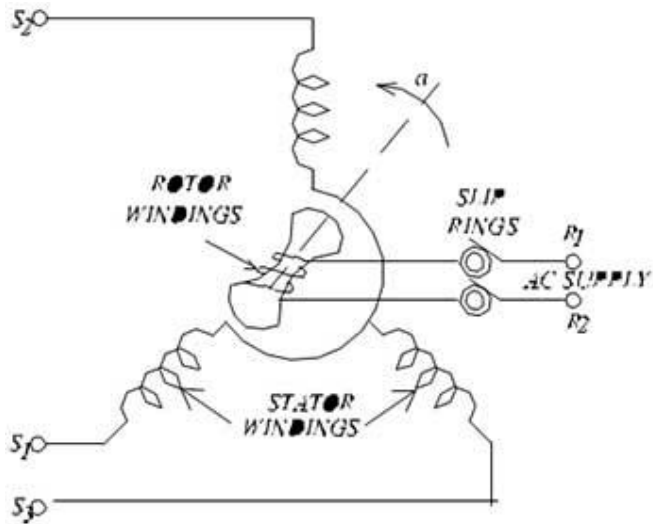 S2
a
ROTOR
WINDINGS
SLIP
RINGS
R1
AC SUPPLY
R2
STATOR
WINDINGS
S1
S3